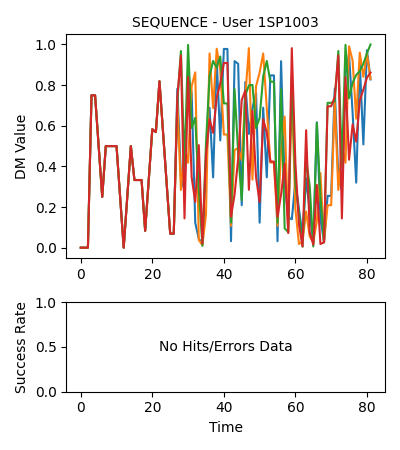 SEQUENCE - User 1SP1003
DM Value
1.0
0.8
0.6
0.4
0.2
0.0
0 20 40 60 80
Success Rate
1.0
0.5
0.0
No Hits/Errors Data
0 20 40 60 80
Time